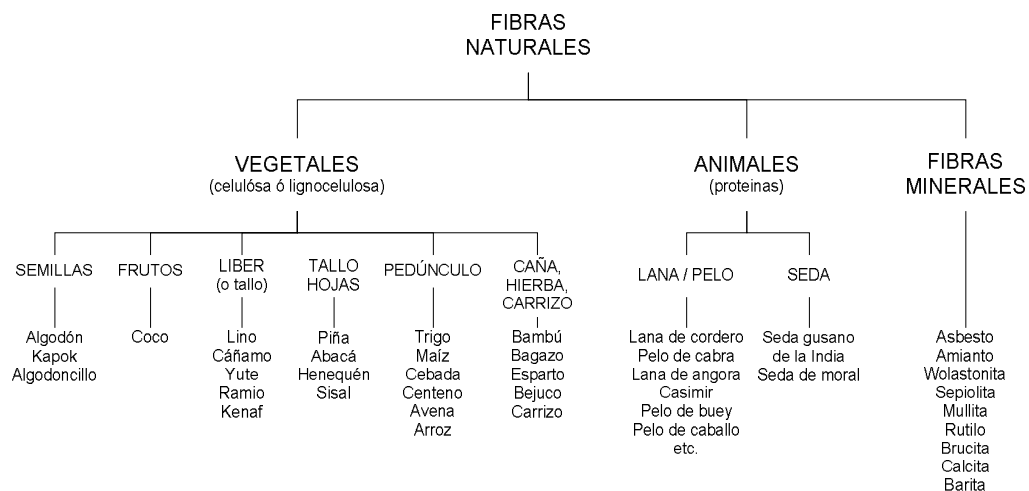 FIBRAS
NATURALES
VEGETALES
(celulósa ó lignocelulosa)
ANIMALES
(proteinas)
FIBRAS
MINERALES
SEMILLAS
FRUTOS
LIBER
(o tallo)
TALLO
HOJAS
PEDÚNCULO
CAÑA,
HIERBA,
CARRIZO
LANA / PELO
SEDA
Algodón
Kapok
Algodoncillo
Coco
Lino
Cáñamo
Yute
Ramio
Kenaf
Piña
Abacá
Henequén
Sisal
Trigo
Maíz
Cebada
Centeno
Avena
Arroz
Bambú
Bagazo
Esparto
Bejuco
Carrizo
Lana de cordero
Pelo de cabra
Lana de angora
Casimir
Pelo de buey
Pelo de caballo
etc.
Seda gusano
de la India
Seda de moral
Asbesto
Amianto
Wolastonita
Sepiolita
Mullita
Rutilo
Brucita
Calcita
Barita